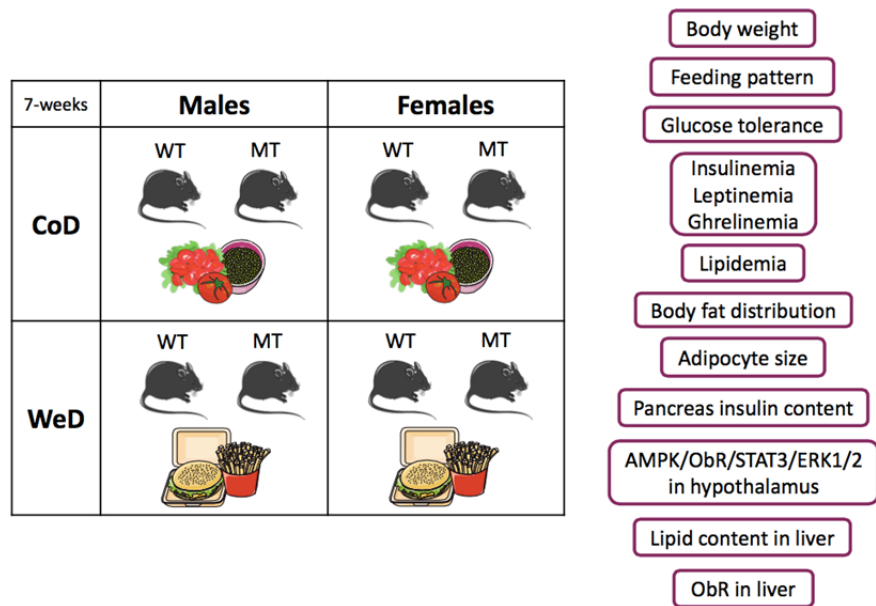 7-weeks
Males
Females
CoD
WT MT
WT MT
WeD
WT MT
WT MT
Body weight
Feeding pattern
Glucose tolerance
Insulinemia
Leptinemia
Ghrelinemia
Lipidemia
Body fat distribution
Adipocyte size
Pancreas insulin content
AMPK/ObR/STAT3/ERK1/2
in hypothalamus
Lipid content in liver
ObR in liver